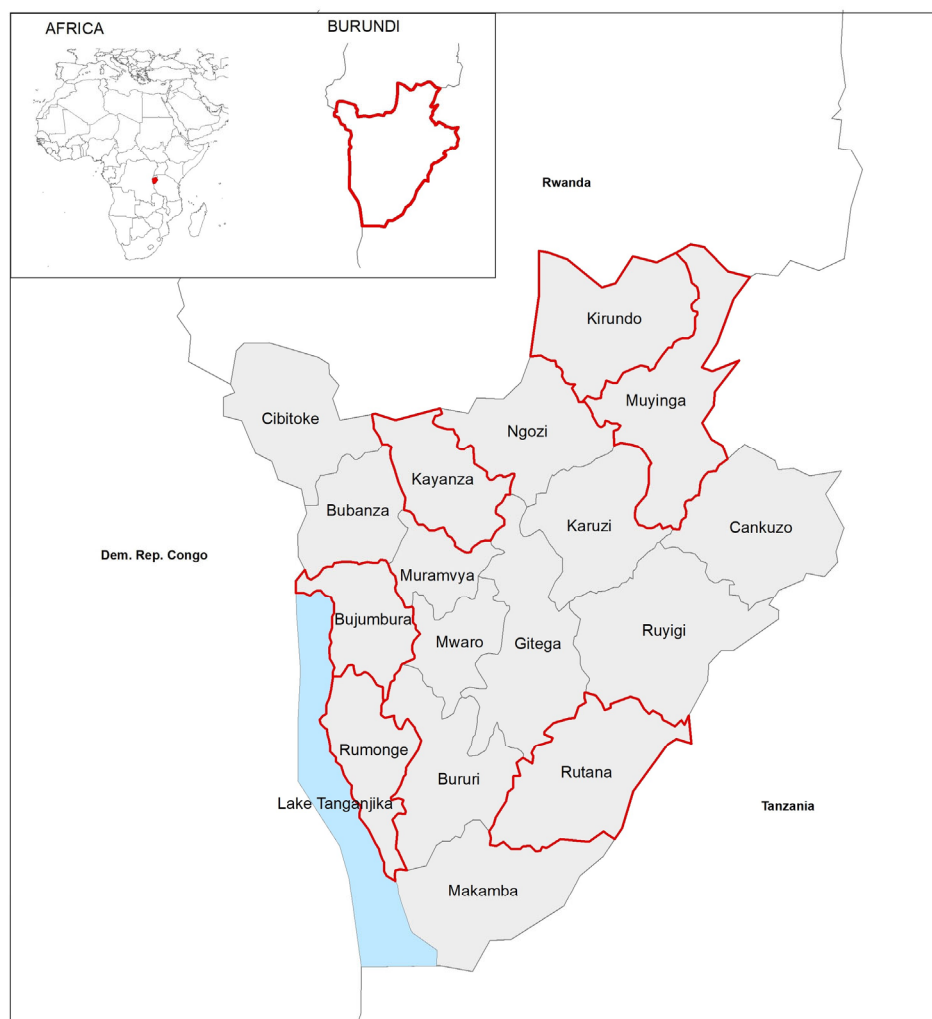 AFRICA
BURUNDI
Rwanda
Kirundo
Muyinga
Cibitoke
Ngozi
Kayanza
Bubanza
Karuzi
Cankuzo
Dem. Rep. Congo
Muramvya
Bujumbura
Mwaro
Gitega
Ruyigi
Rumonge
Bururi
Rutana
Lake Tanganjika
Tanzania
Makamba